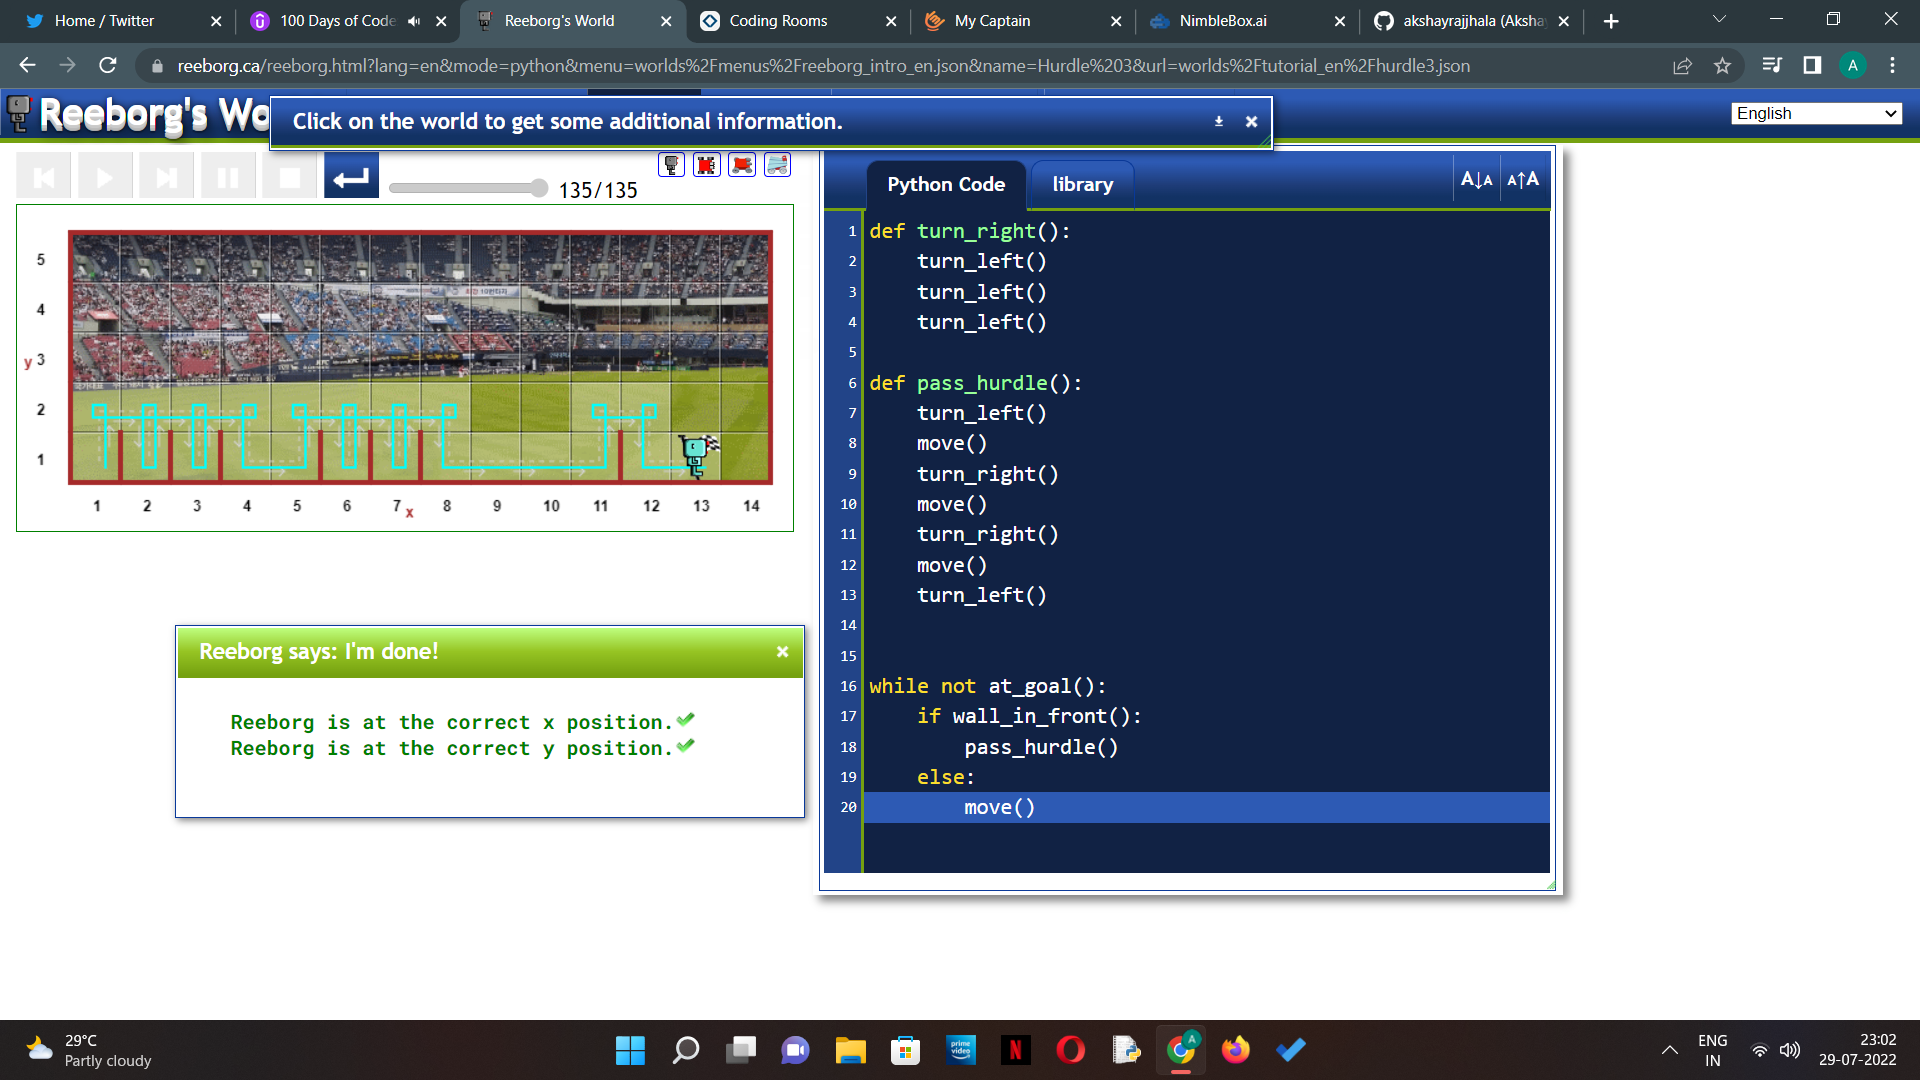 Home / Twitter
100 Days of Code
Reeborg's World
Coding Rooms
My Captain
NimbleBox.ai
akshayrajjhala (Aksha
reeborg.ca/reeborg.html?lang=en&mode=python&menu=worlds%2Fmenus%2Freeborg_intro_en.json&name=Hurdle%203&url=worlds%2Ftutorial_en%2Fhurdle3.json
A
Reeborg's Wo
Click on the world to get some additional information.
English
135/135
Python Code
library
A↓A
A↑A
5
4
y 3
2
1
1 2 3 4 5 6 7 8 9 10 11 12 13 14
x
1 def turn_right():
2 turn_left()
3 turn_left()
4 turn_left()
5
6 def pass_hurdle():
7 turn_left()
8 move()
9 turn_right()
10 move()
11 turn_right()
12 move()
13 turn_left()
14
15
16 while not at_goal():
17 if wall_in_front():
18 pass_hurdle()
19 else:
20 move()
Reeborg says: I'm done!
Reeborg is at the correct x position.
Reeborg is at the correct y position.
29°C
Partly cloudy
prime video
N
A
ENG
IN
23:02
29-07-2022